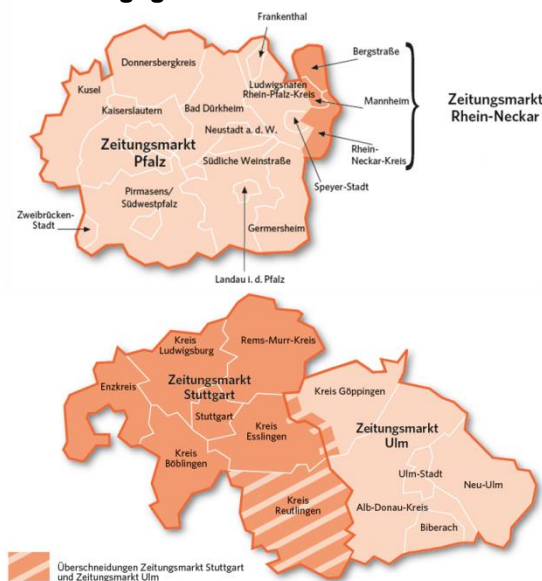 Frankenthal
Donnersbergkreis
Bergstraße
Kusel
Ludwigshafen
Rhein-Pfalz-Kreis
Kaiserslautern
Bad Dürkheim
Mannheim
Zeitungsmarkt
Rhein-Neckar
Neustadt a. d. W.
Zeitungsmarkt
Pfalz
Rhein-
Neckar-Kreis
Südliche Weinstraße
Speyer-Stadt
Pirmasens/
Südwestpfalz
Zweibrücken-
Stadt
Germersheim
Landau i. d. Pfalz
Kreis
Ludwigsburg
Rems-Murr-Kreis
Enzkreis
Zeitungsmarkt
Stuttgart
Kreis Göppingen
Stuttgart
Kreis
Esslingen
Zeitungsmarkt
Ulm
Kreis
Böblingen
Ulm-Stadt
Neu-Ulm
Kreis
Reutlingen
Alb-Donau-Kreis
Biberach
Überschneidungen Zeitungsmarkt Stuttgart
und Zeitungsmarkt Ulm